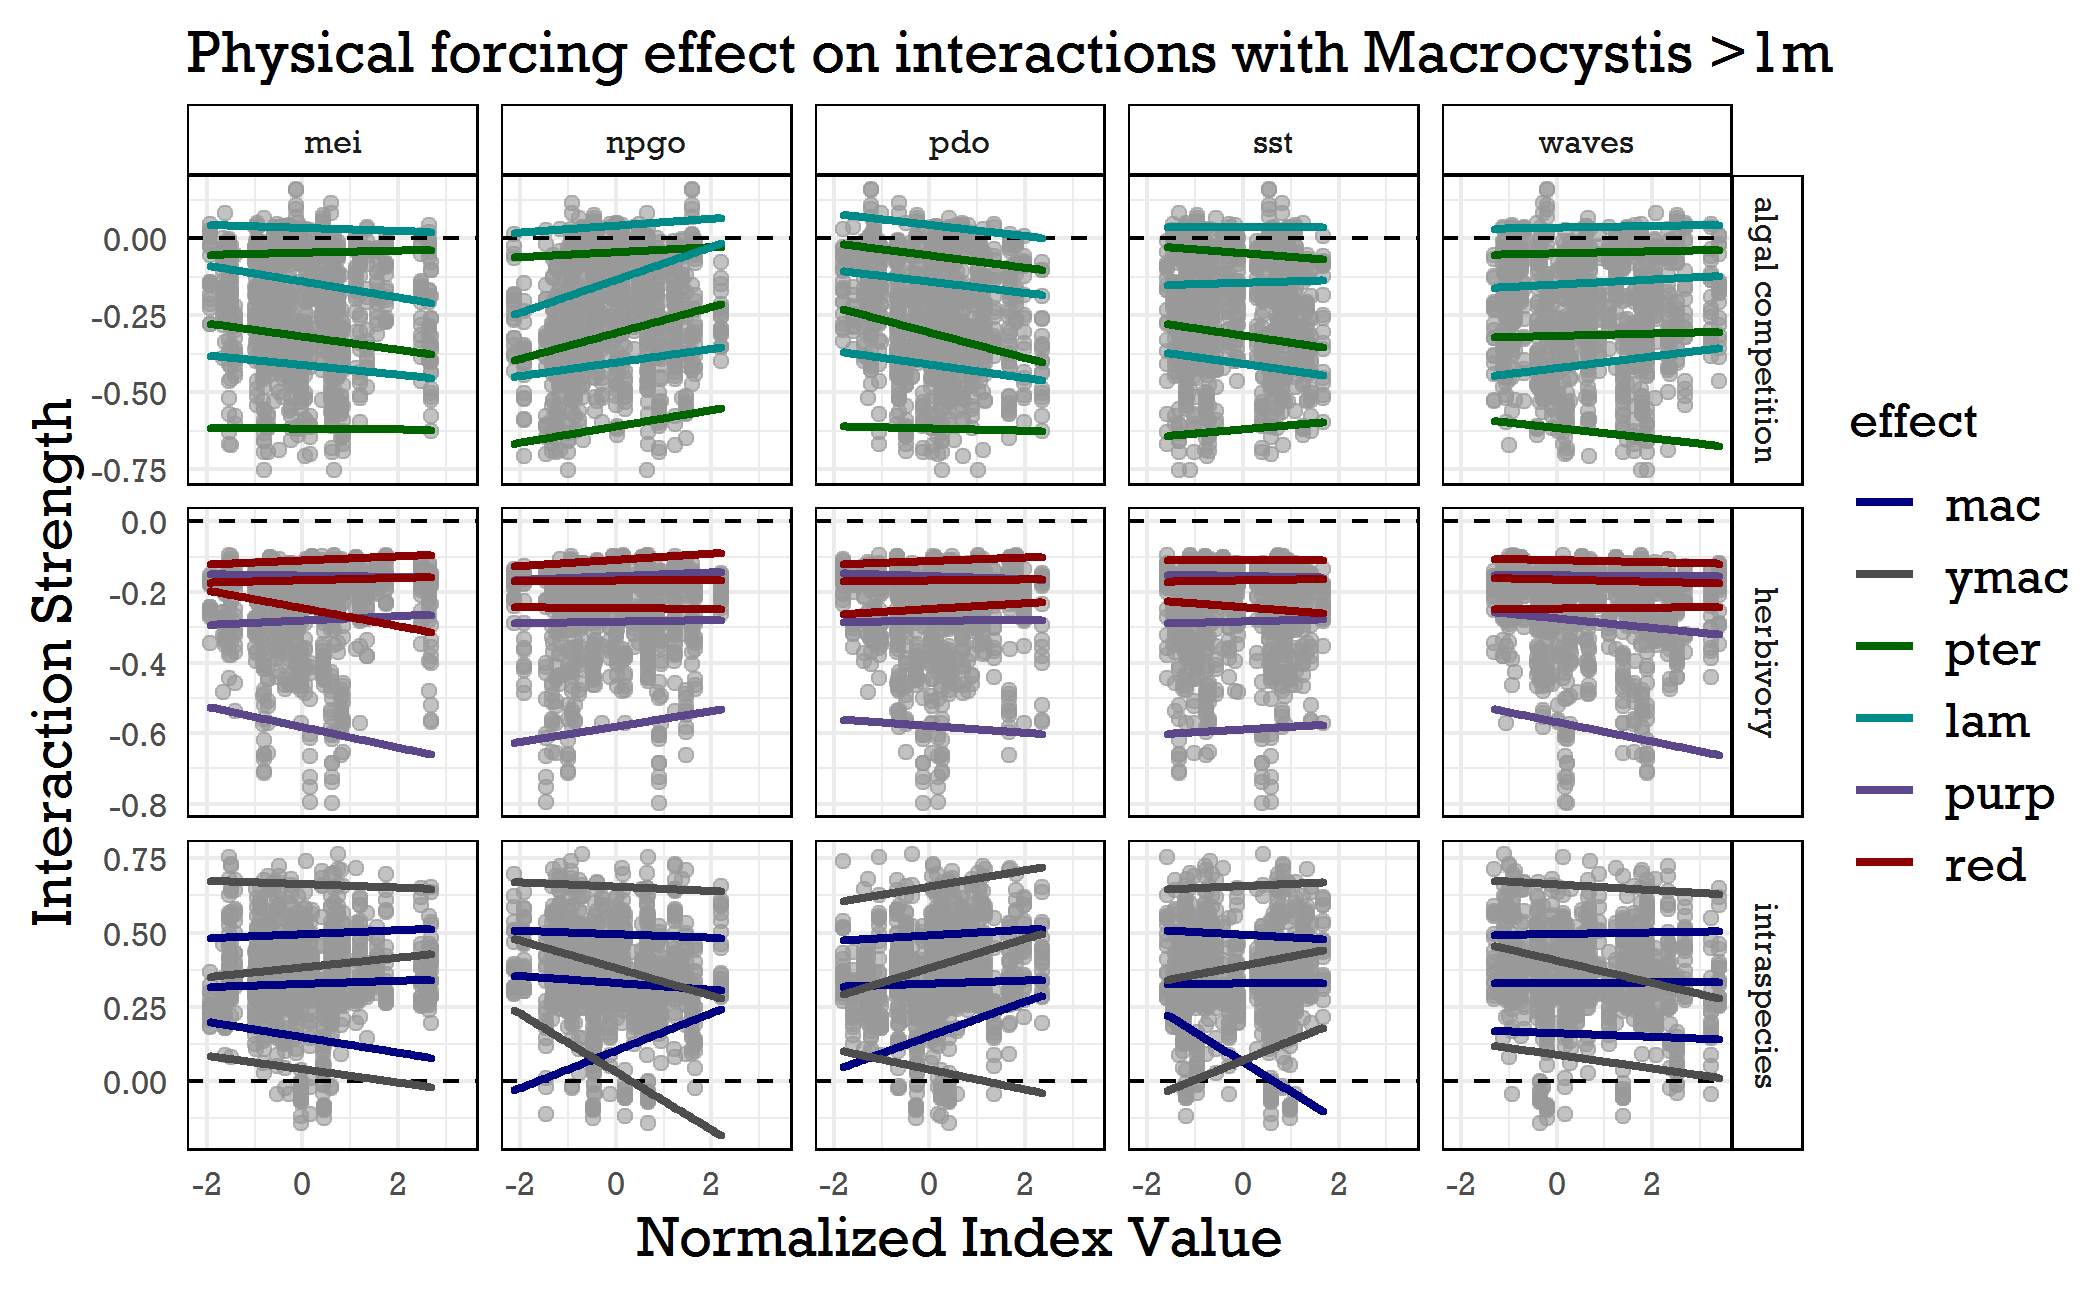 Physical forcing effect on interactions with Macrocystis >1m
mei npgo pdo sst waves
0.00
-0.25
-0.50
-0.75
algal competition
0.0
-0.2
-0.4
-0.6
-0.8
herbivory
0.75
0.50
0.25
0.00
intraspecies
-2 0 2 -2 0 2 -2 0 2 -2 0 2 -2 0 2
Normalized Index Value
Interaction Strength
effect
mac
ymac
pter
lam
purp
red